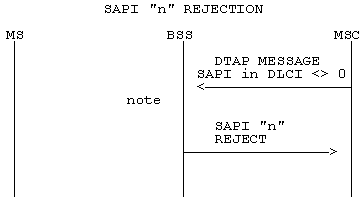 SAPI "n" REJECTION
MS BSS MSC
DTAP MESSAGE
SAPI in DLCI <> 0
note
SAPI "n"
REJECT